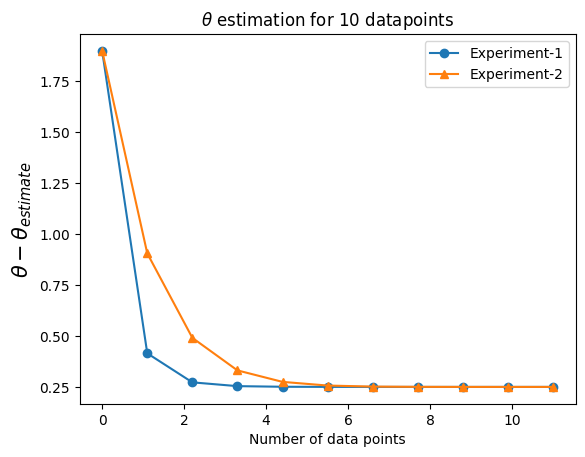 θ estimation for 10 datapoints
Experiment-1
Experiment-2
θ − θ_estimate
1.75
1.50
1.25
1.00
0.75
0.50
0.25
0 2 4 6 8 10
Number of data points